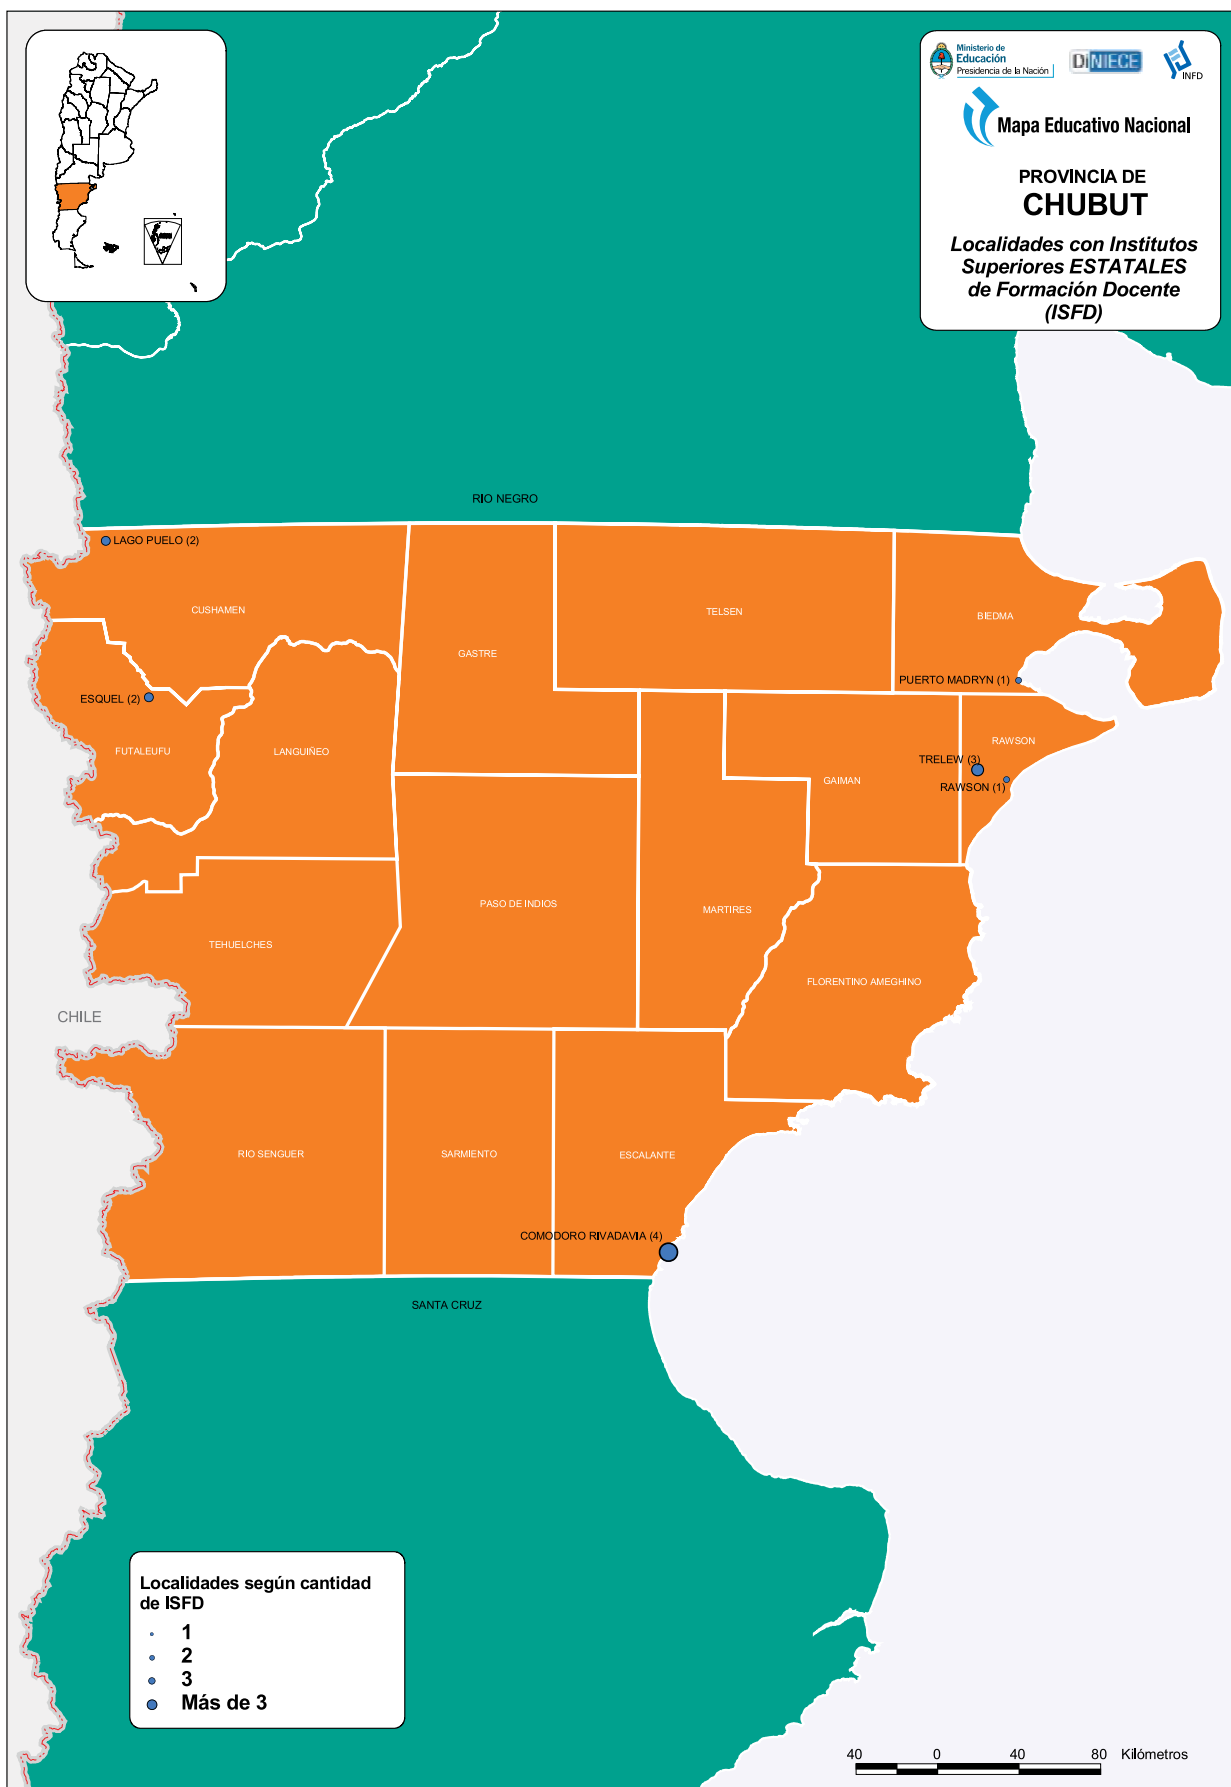 Ministerio de
Educación
Presidencia de la Nación
DiNIECE
INFD
Mapa Educativo Nacional
PROVINCIA DE
CHUBUT
Localidades con Institutos
Superiores ESTATALES
de Formación Docente
(ISFD)
RIO NEGRO
LAGO PUELO (2)
CUSHAMEN
TELSEN
BIEDMA
GASTRE
PUERTO MADRYN (1)
ESQUEL (2)
FUTALEUFU
LANGUIÑEO
RAWSON
TRELEW (3)
GAIMAN
RAWSON (1)
PASO DE INDIOS
MARTIRES
TEHUELCHES
FLORENTINO AMEGHINO
CHILE
RIO SENGUER
SARMIENTO
ESCALANTE
COMODORO RIVADAVIA (4)
SANTA CRUZ
Localidades según cantidad
de ISFD
1
2
3
Más de 3
40 0 40 80 Kilómetros